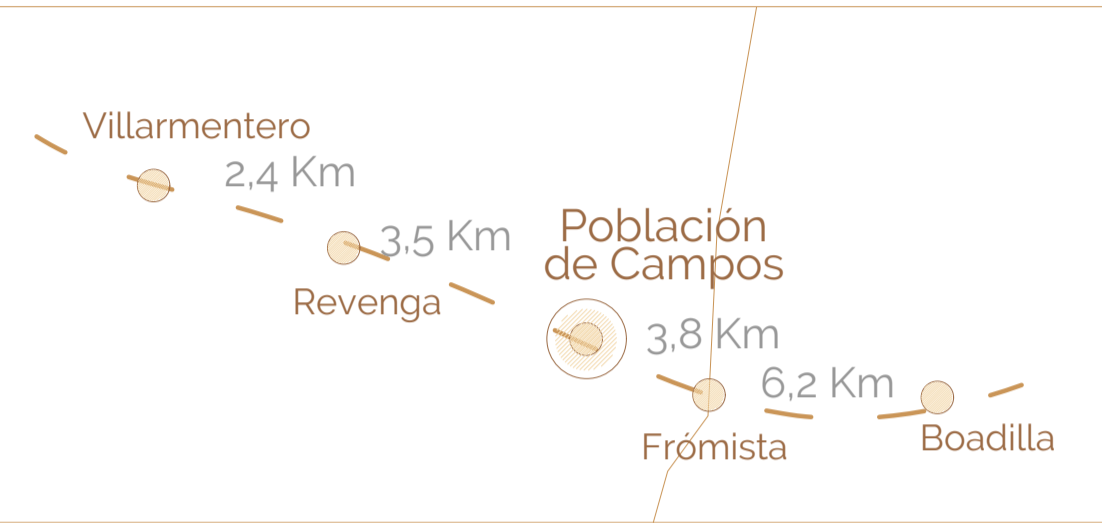 Villarmentero
2,4 Km
3,5 Km
Revenga
Población
de Campos
3,8 Km
6,2 Km
Frómista
Boadilla